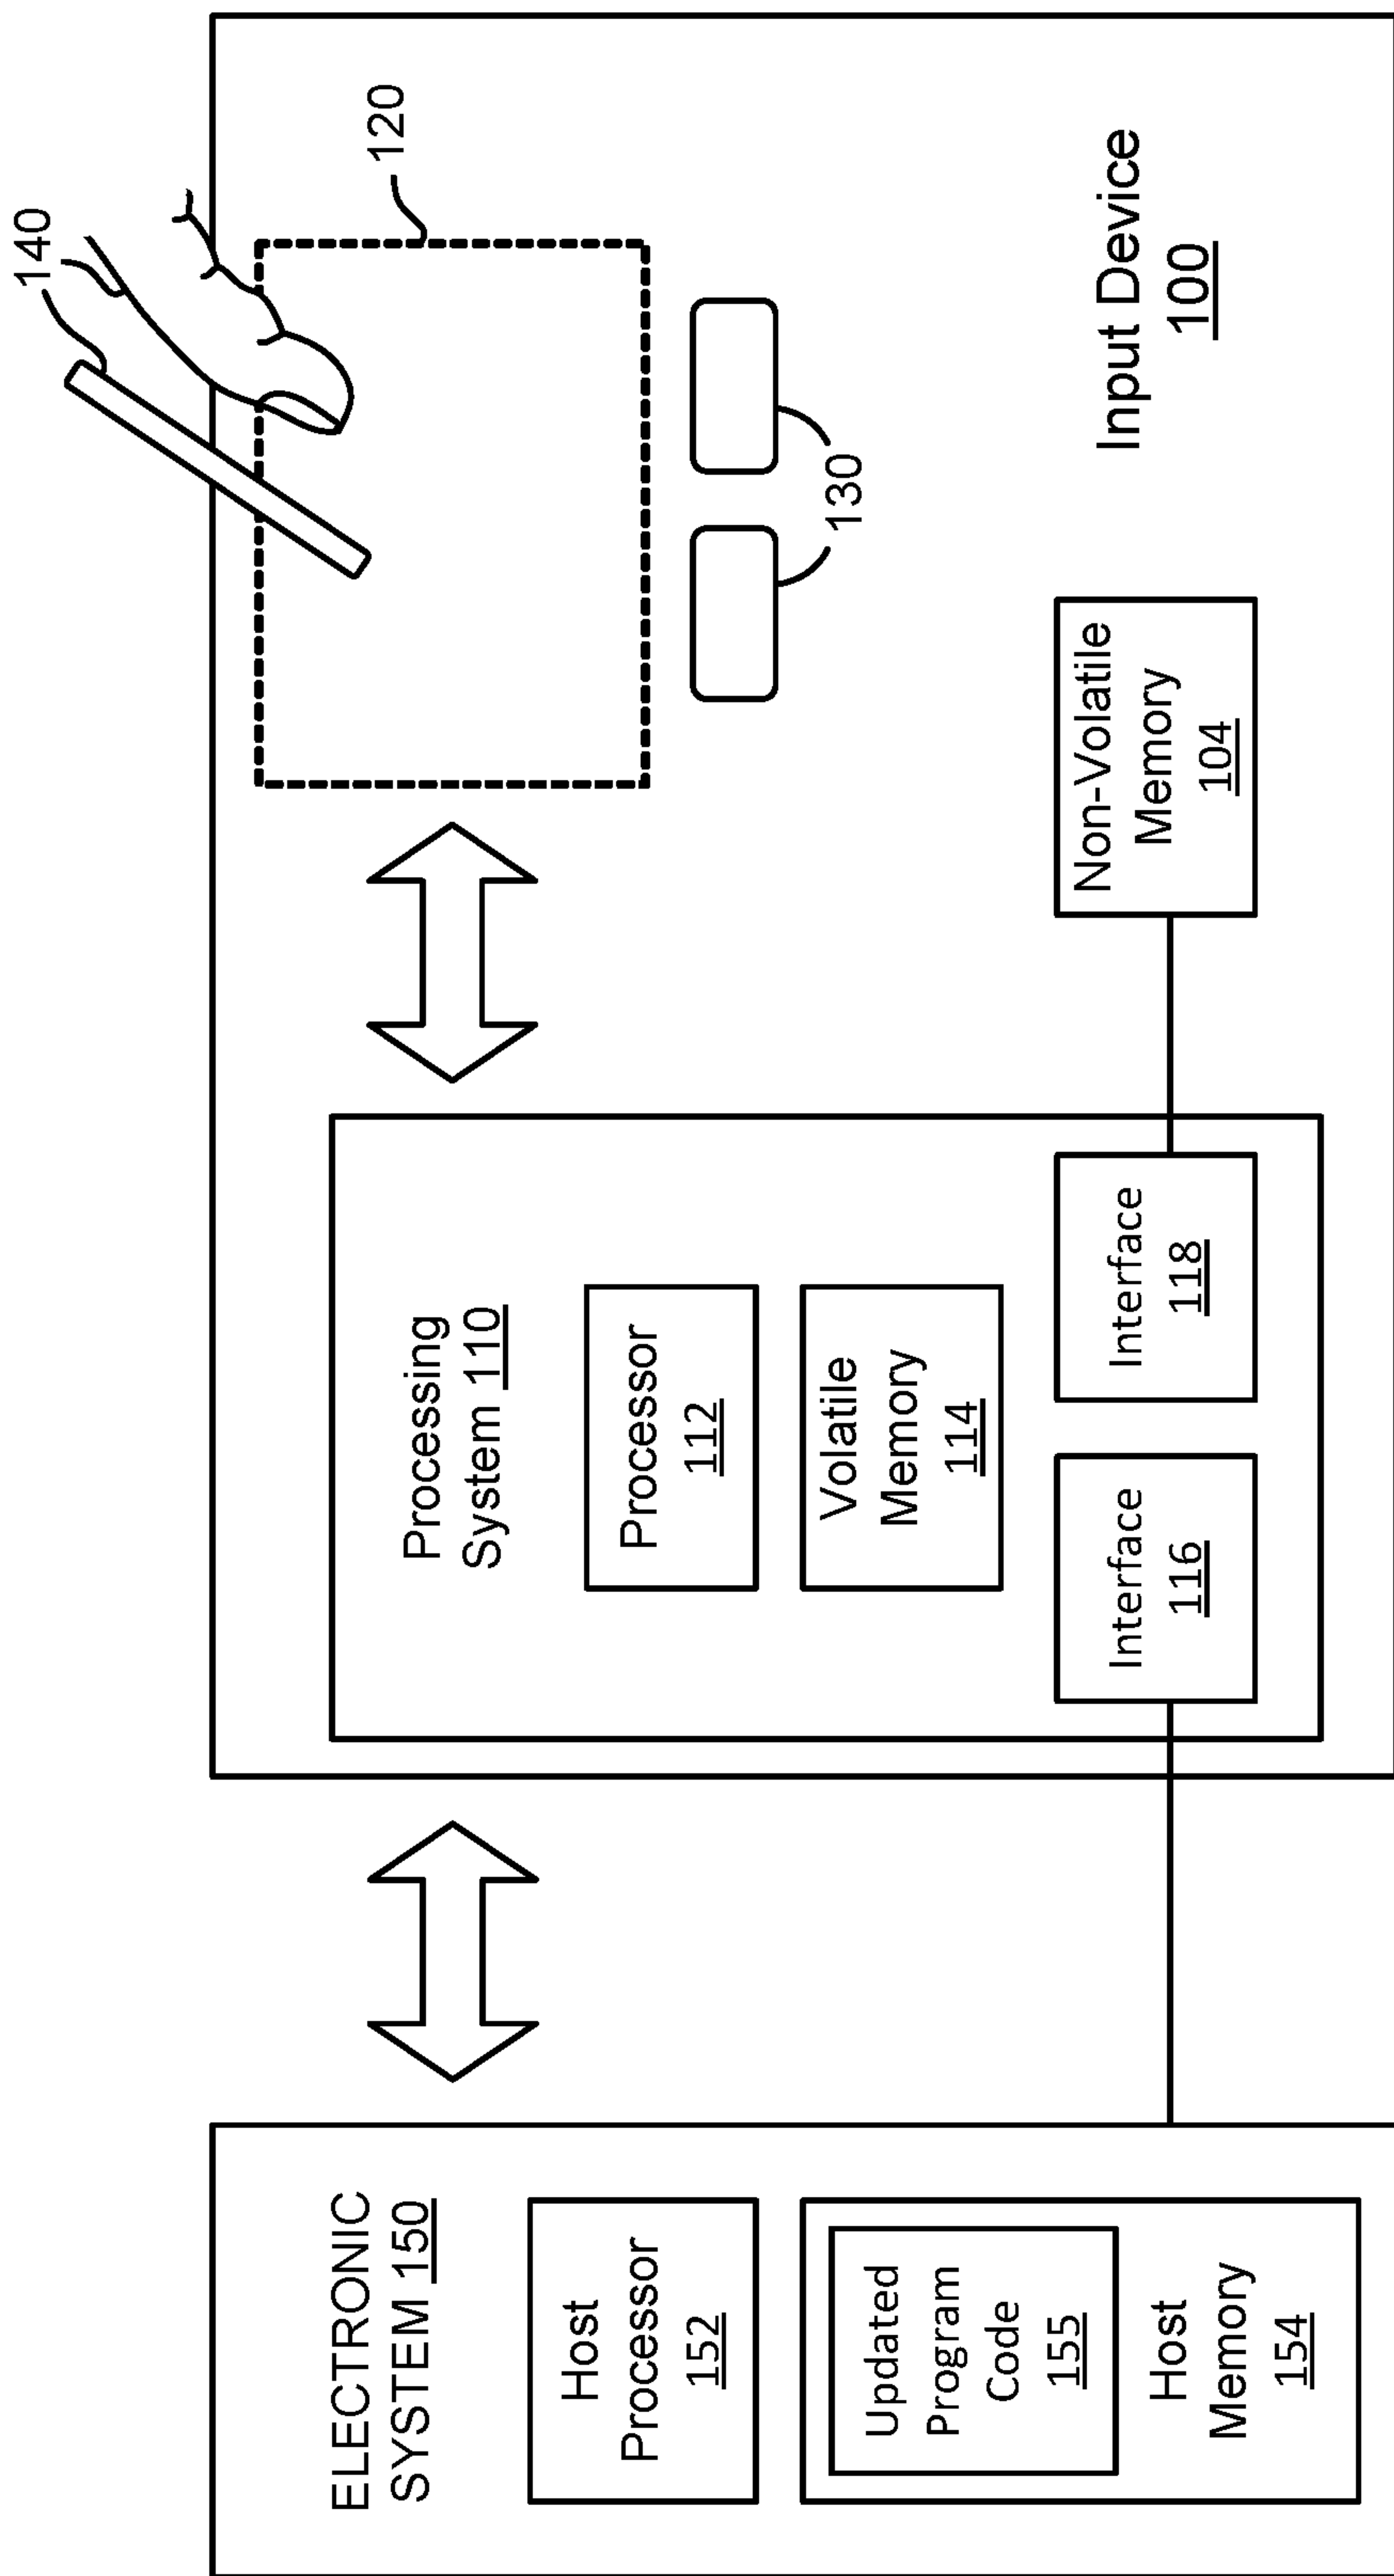 ELECTRONIC
SYSTEM 150
Host
Processor
152
Updated
Program
Code
155
Host
Memory
154
Processing
System 110
Processor
112
Volatile
Memory
114
Interface
116
Interface
118
Non-Volatile
Memory
104
140
120
130
Input Device
100